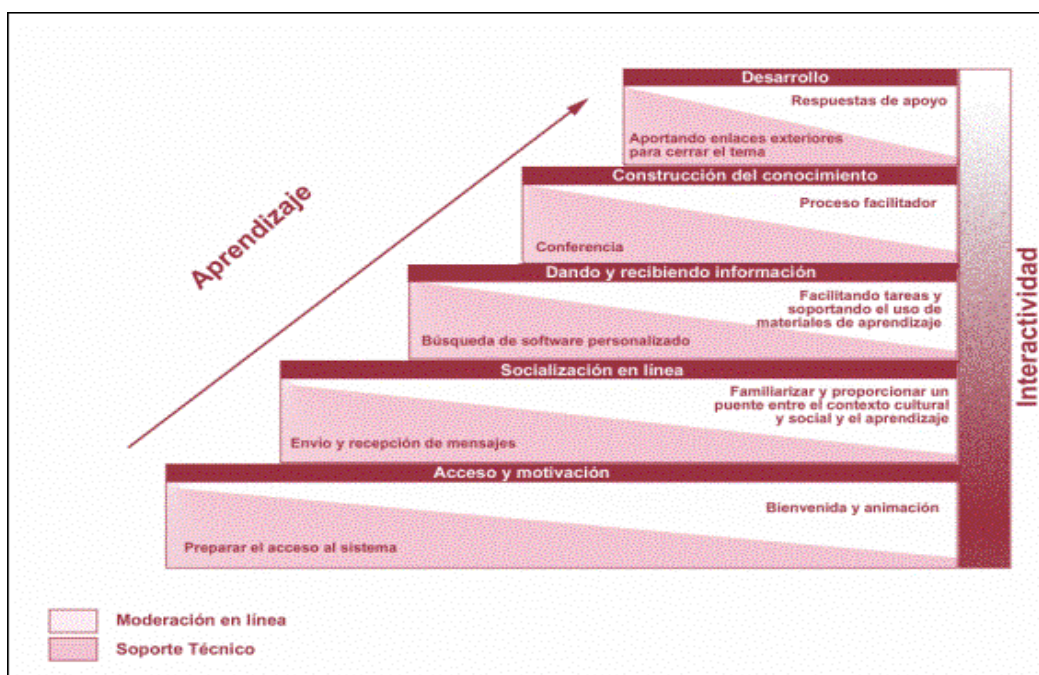 Desarrollo
Respuestas de apoyo
Aportando enlaces exteriores
para cerrar el tema
Construcción del conocimiento
Proceso facilitador
Conferencia
Dando y recibiendo información
Facilitando tareas y
soportando el uso de
materiales de aprendizaje
Búsqueda de software personalizado
Socialización en línea
Familiarizar y proporcionar un
puente entre el contexto cultural
y social y el aprendizaje
Envio y recepción de mensajes
Acceso y motivación
Bienvenida y animación
Preparar el acceso al sistema
Aprendizaje
Interactividad
Moderación en línea
Soporte Técnico